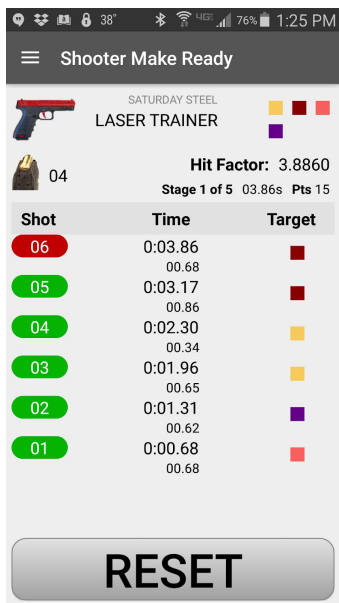 38° 4G 76% 1:25 PM
Shooter Make Ready
SATURDAY STEEL
LASER TRAINER
04
Hit Factor: 3.8860
Stage 1 of 5 03.86s Pts 15
Shot Time Target
06 0:03.86
00.68
05 0:03.17
00.86
04 0:02.30
00.34
03 0:01.96
00.65
02 0:01.31
00.62
01 0:00.68
00.68
RESET